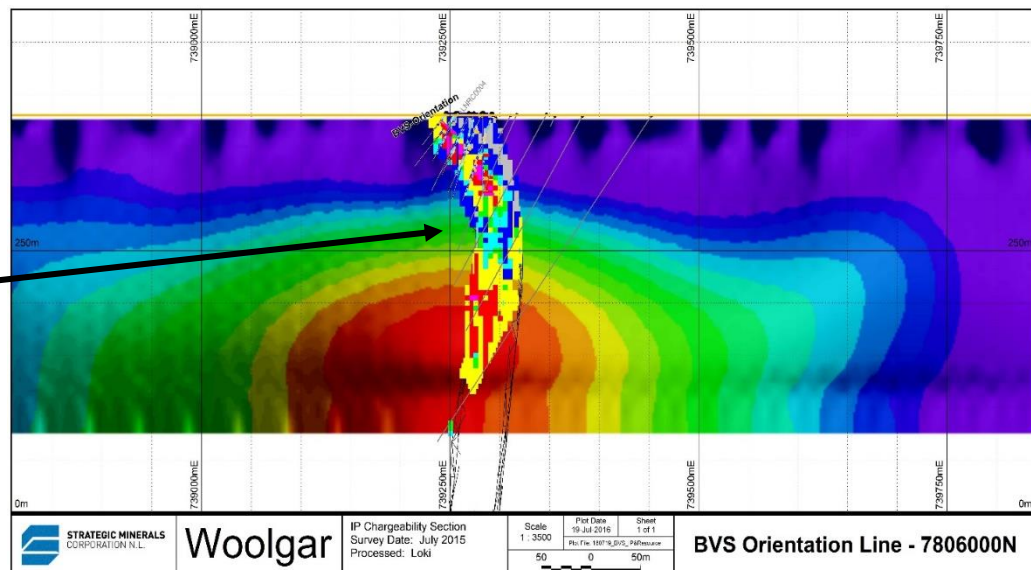 739000mE
739250mE
739500mE
739750mE
BVS-Orientation
LNRC0004
250m
250m
0m
0m
739000mE
739250mE
739500mE
739750mE
STRATEGIC MINERALS
CORPORATION N.L.
Woolgar
IP Chargeability Section
Survey Date: July 2015
Processed: Loki
Scale
1 : 3500
Plot Date
19-Jul-2016
Sheet
1 of 1
50 0 50m
BVS Orientation Line - 7806000N